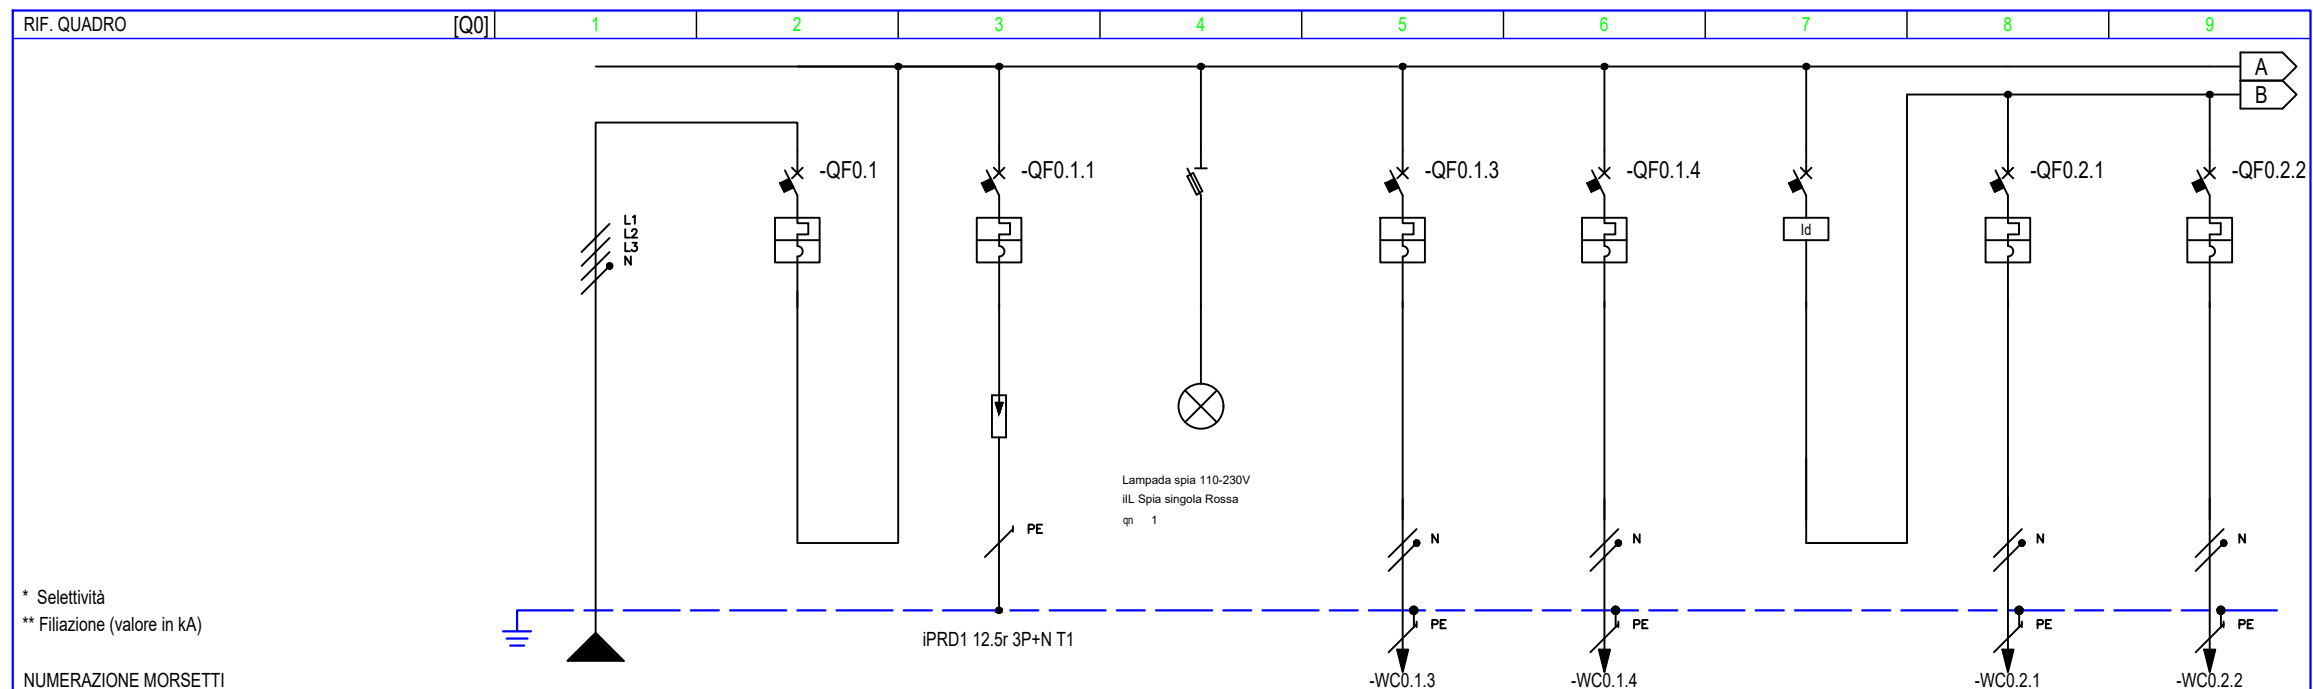 RIF. QUADRO [Q0] 1 2 3 4 5 6 7 8 9
A
B
-QF0.1 -QF0.1.1 -QF0.1.3 -QF0.1.4 -QF0.2.1 -QF0.2.2
L1
L2
L3
N
Id
Lampada spia 110-230V
iIL Spia singola Rossa
qn 1
PE N N N N
* Selettività
** Filiazione (valore in kA)
PE PE PE PE
iPRD1 12.5r 3P+N T1
NUMERAZIONE MORSETTI -WC0.1.3 -WC0.1.4 -WC0.2.1 -WC0.2.2